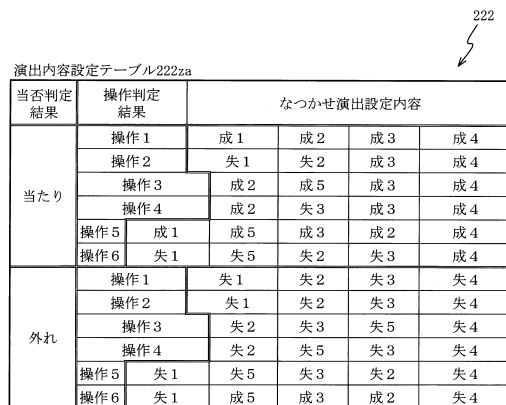 222
演出内容設定テーブル222za
当否判定結果 操作判定結果 なつかせ演出設定内容
当たり
操作1 成1 成2 成3 成4
操作2 失1 失2 成3 成4
操作3 成2 成5 成3 成4
操作4 成2 失3 成3 成4
操作5 成1 成5 成3 成2 成4
操作6 失1 失5 失2 失3 成4
外れ
操作1 失1 失2 失3 失4
操作2 失1 失2 失3 失4
操作3 失2 失3 失5 失4
操作4 失2 失5 失3 失4
操作5 失1 失5 失3 失2 失4
操作6 失1 成5 成3 成2 失4